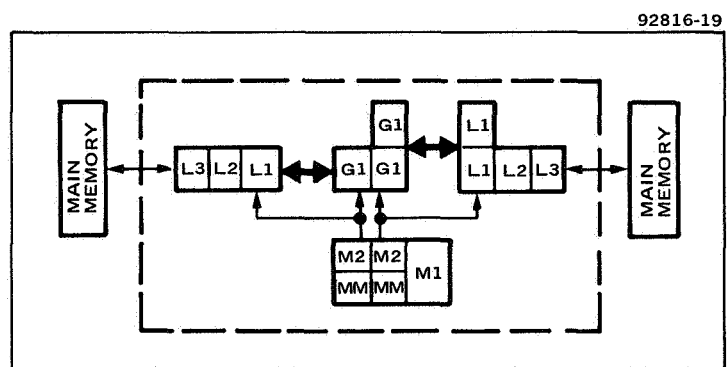 92816-19
G1 L1
MAIN
MEMORY
L3 L2 L1 G1 G1 L1 L2 L3
MAIN
MEMORY
M2 M2 M1
MM MM